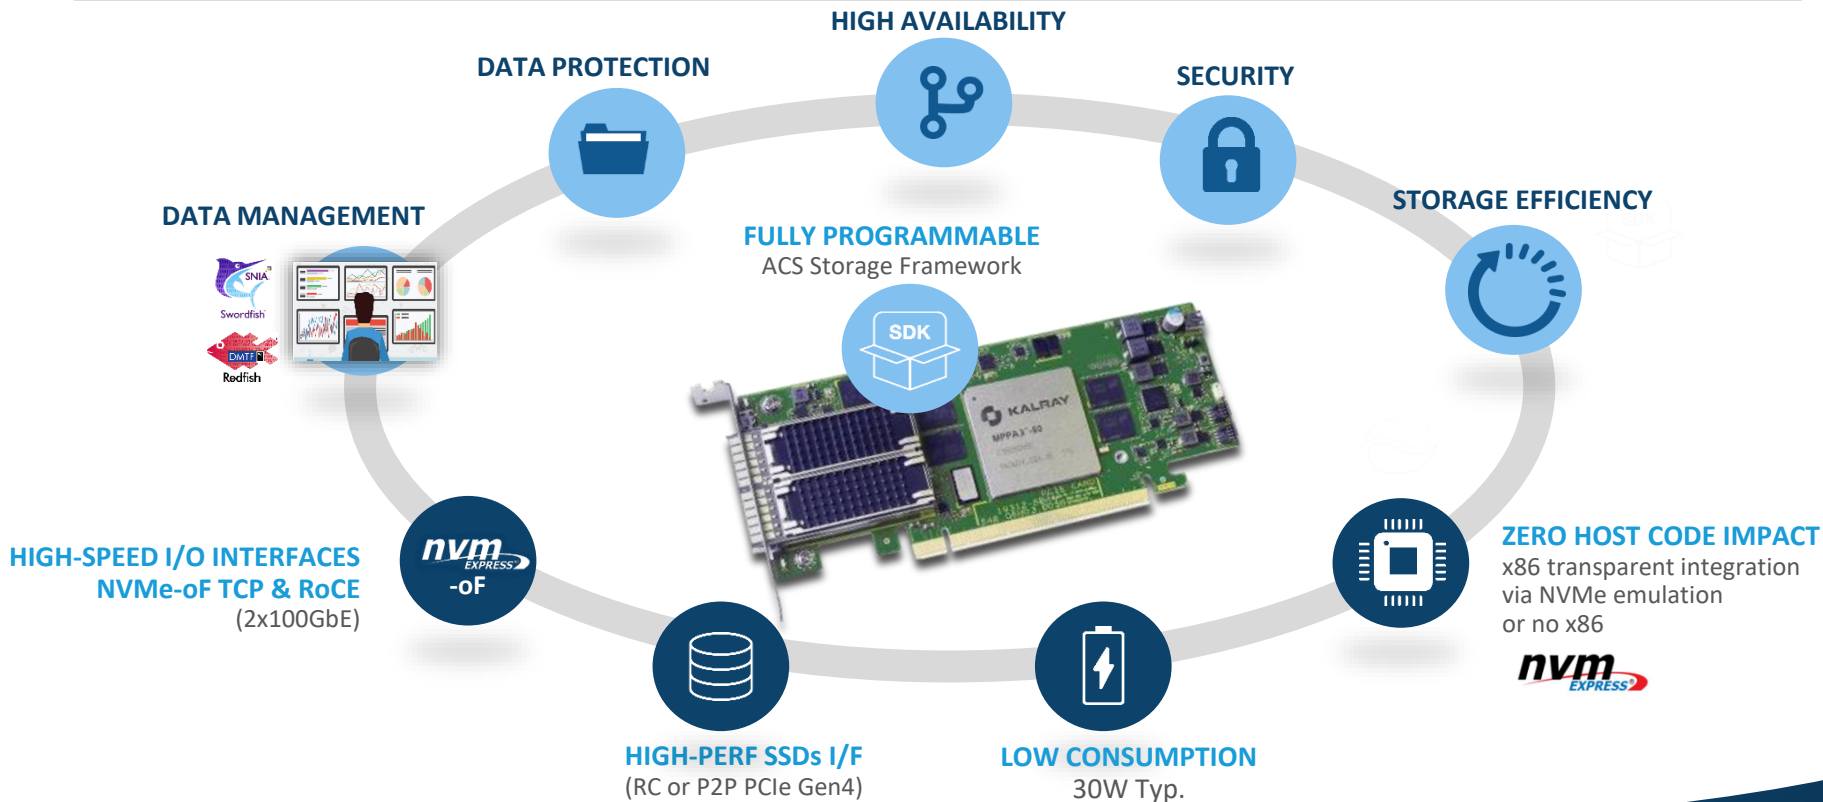 HIGH AVAILABILITY
DATA PROTECTION
SECURITY
DATA MANAGEMENT
STORAGE EFFICIENCY
SNIA
Swordfish
DMTF
Redfish
FULLY PROGRAMMABLE
ACS Storage Framework
SDK
KALRAY
MPPA3™-80
HIGH-SPEED I/O INTERFACES
NVMe-oF TCP & RoCE
(2x100GbE)
nvm
EXPRESS
-oF
ZERO HOST CODE IMPACT
x86 transparent integration
via NVMe emulation
or no x86
nvm
EXPRESS®
HIGH-PERF SSDs I/F
(RC or P2P PCIe Gen4)
LOW CONSUMPTION
30W Typ.